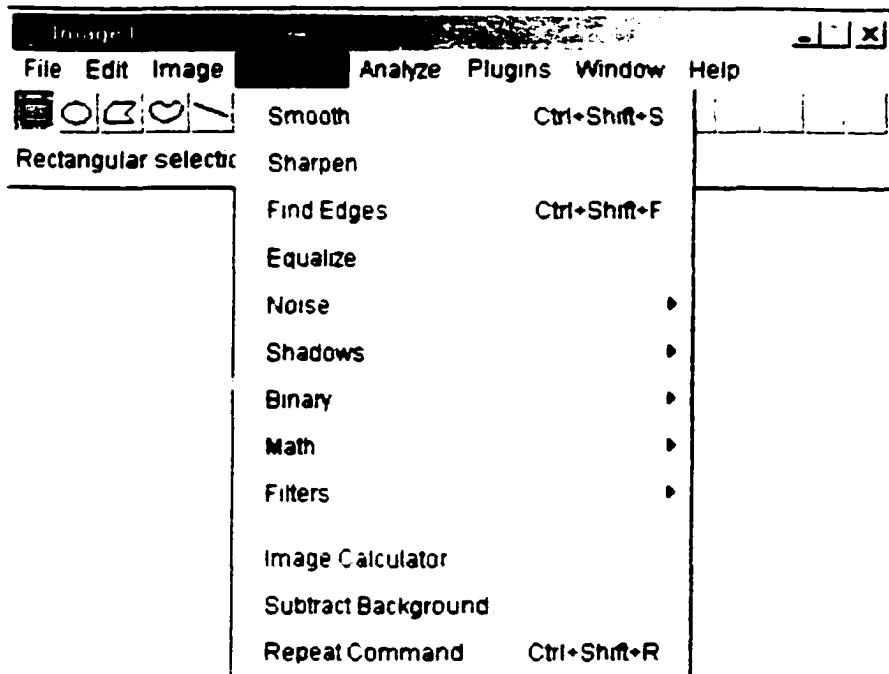 ImageJ
File Edit Image Analyze Plugins Window Help
Smooth Ctrl+Shift+S
Rectangular selectic
Sharpen
Find Edges Ctrl+Shift+F
Equalize
Noise
Shadows
Binary
Math
Filters
Image Calculator
Subtract Background
Repeat Command Ctrl+Shift+R